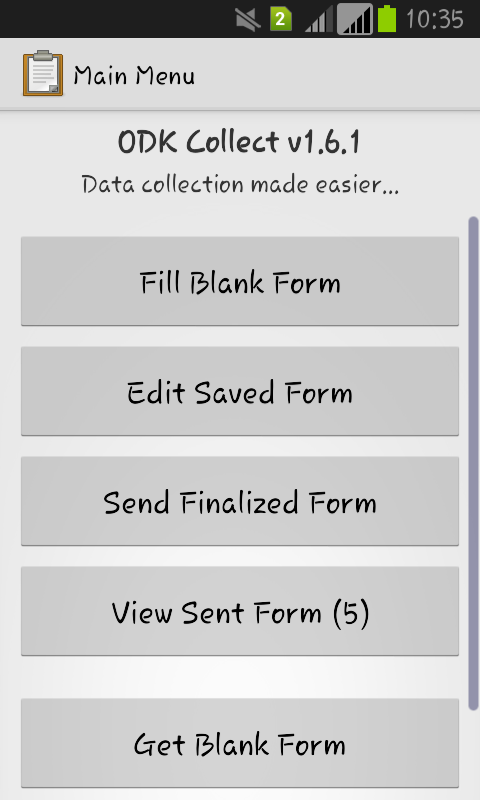 2 10:35
Main Menu
ODK Collect v1.6.1
Data collection made easier...
Fill Blank Form
Edit Saved Form
Send Finalized Form
View Sent Form (5)
Get Blank Form